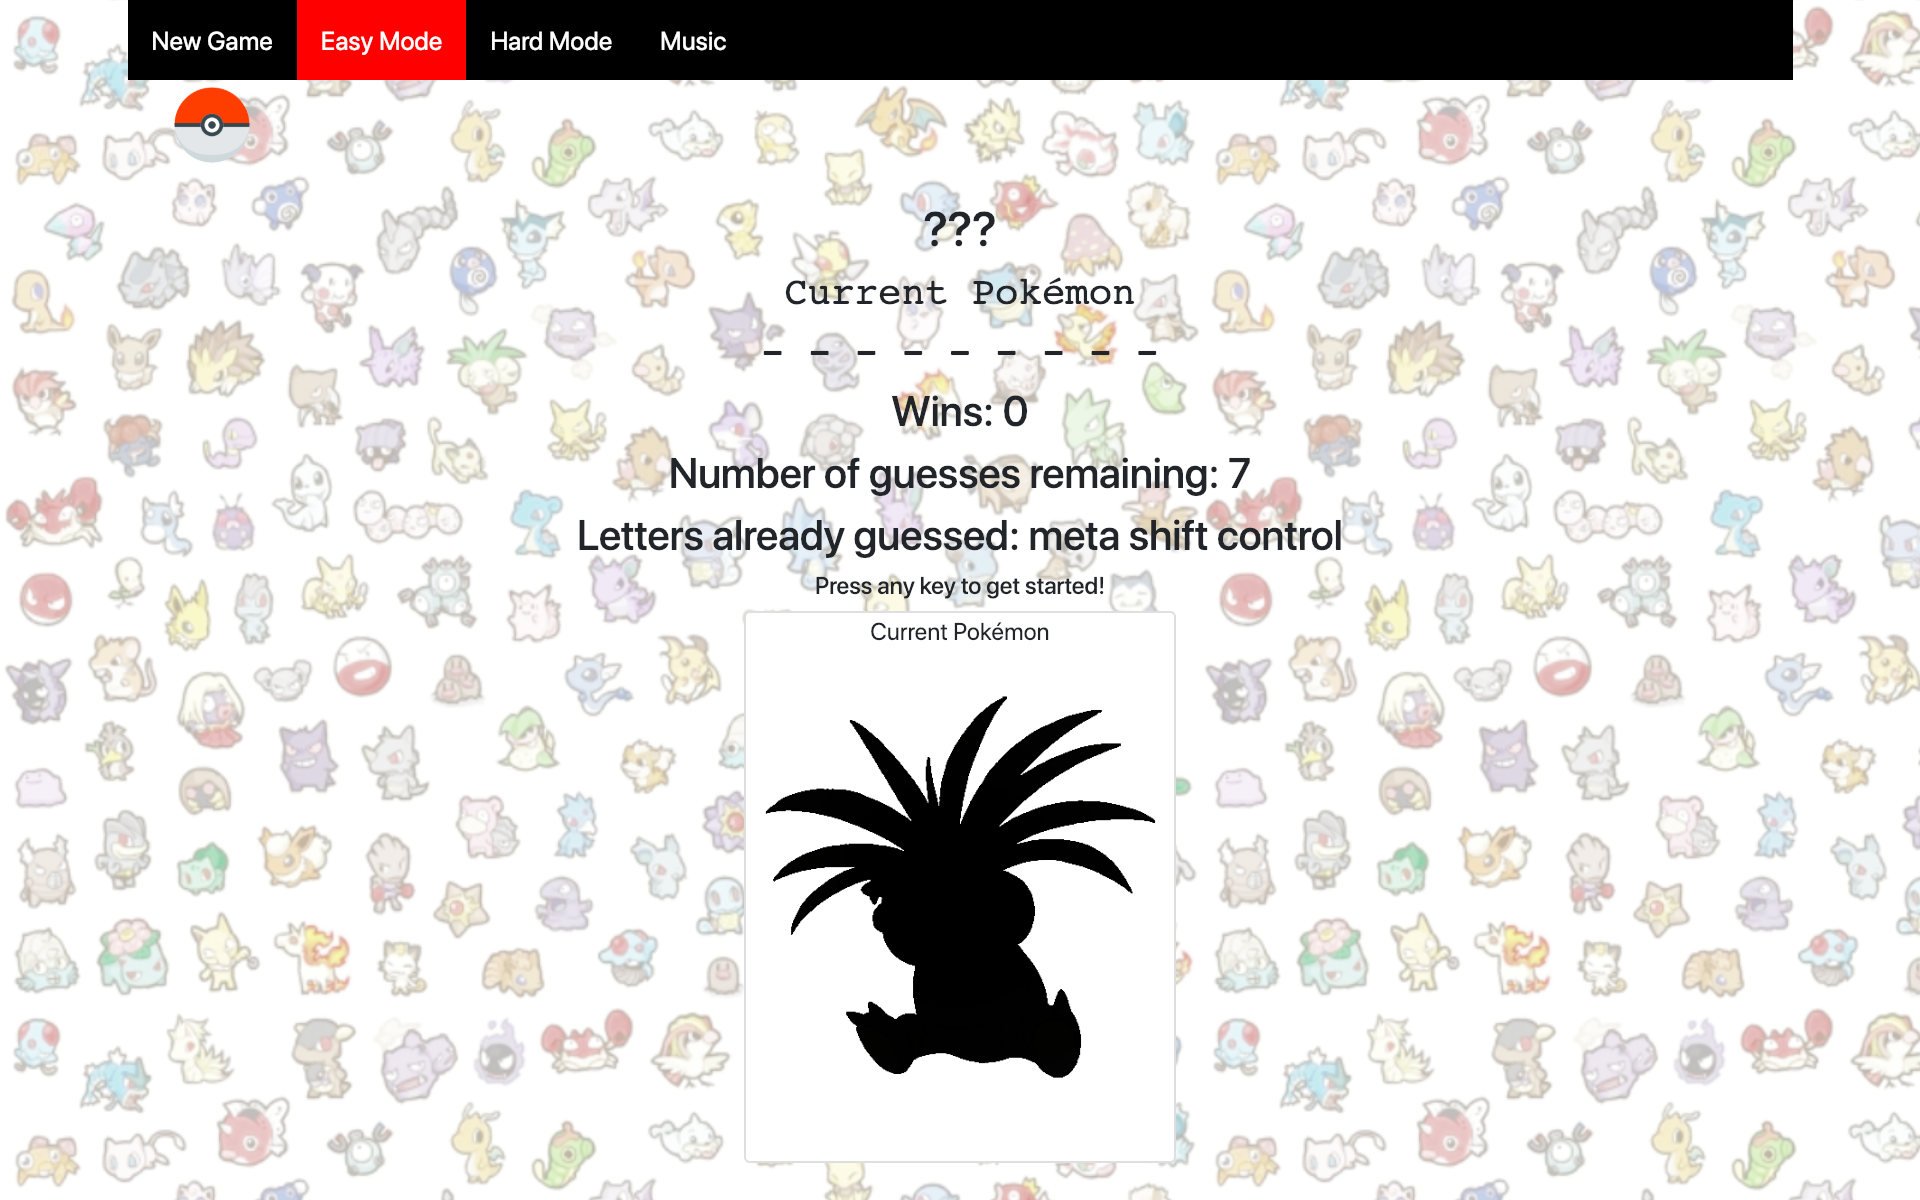 New Game Easy Mode Hard Mode Music
???
Current Pokémon
- - - - - - - - -
Wins: 0
Number of guesses remaining: 7
Letters already guessed: meta shift control
Press any key to get started!
Current Pokémon